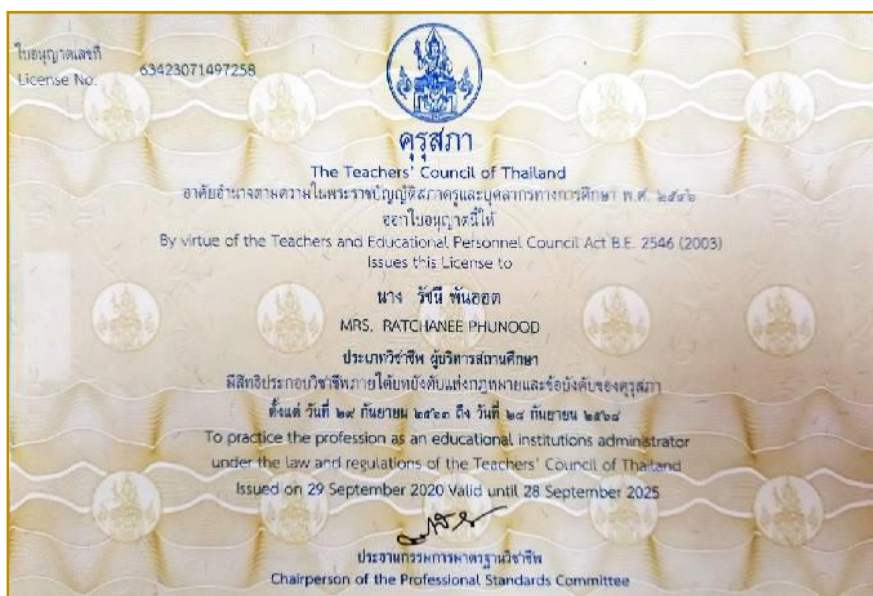 ใบอนุญาตเลขที่
License No. 63423071497258
คุรุสภา
The Teachers' Council of Thailand
อาศัยอำนาจตามความในพระราชบัญญัติสภาครูและบุคลากรทางการศึกษา พ.ศ. ๒๕๔๖
ออกใบอนุญาตนี้ให้
By virtue of the Teachers and Educational Personnel Council Act B.E. 2546 (2003)
Issues this License to
นาง รัชนี พันออด
MRS. RATCHANEE PHUNOOD
ประเภทวิชาชีพ ผู้บริหารสถานศึกษา
มีสิทธิประกอบวิชาชีพภายใต้บทบังคับแห่งกฎหมายและข้อบังคับของคุรุสภา
ตั้งแต่ วันที่ ๒๙ กันยายน ๒๕๖๓ ถึง วันที่ ๒๘ กันยายน ๒๕๖๘
To practice the profession as an educational institutions administrator
under the law and regulations of the Teachers' Council of Thailand
Issued on 29 September 2020 Valid until 28 September 2025
ประธานกรรมการมาตรฐานวิชาชีพ
Chairperson of the Professional Standards Committee